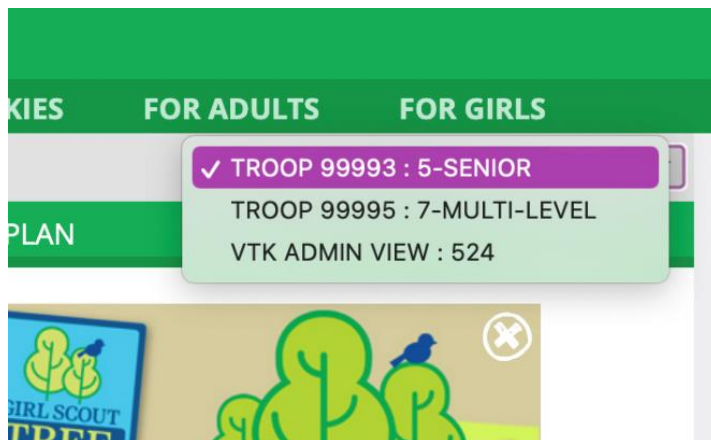 KIES FOR ADULTS FOR GIRLS
✓ TROOP 99993 : 5-SENIOR
TROOP 99995 : 7-MULTI-LEVEL
PLAN
VTK ADMIN VIEW : 524
GIRL SCOUT
TREE